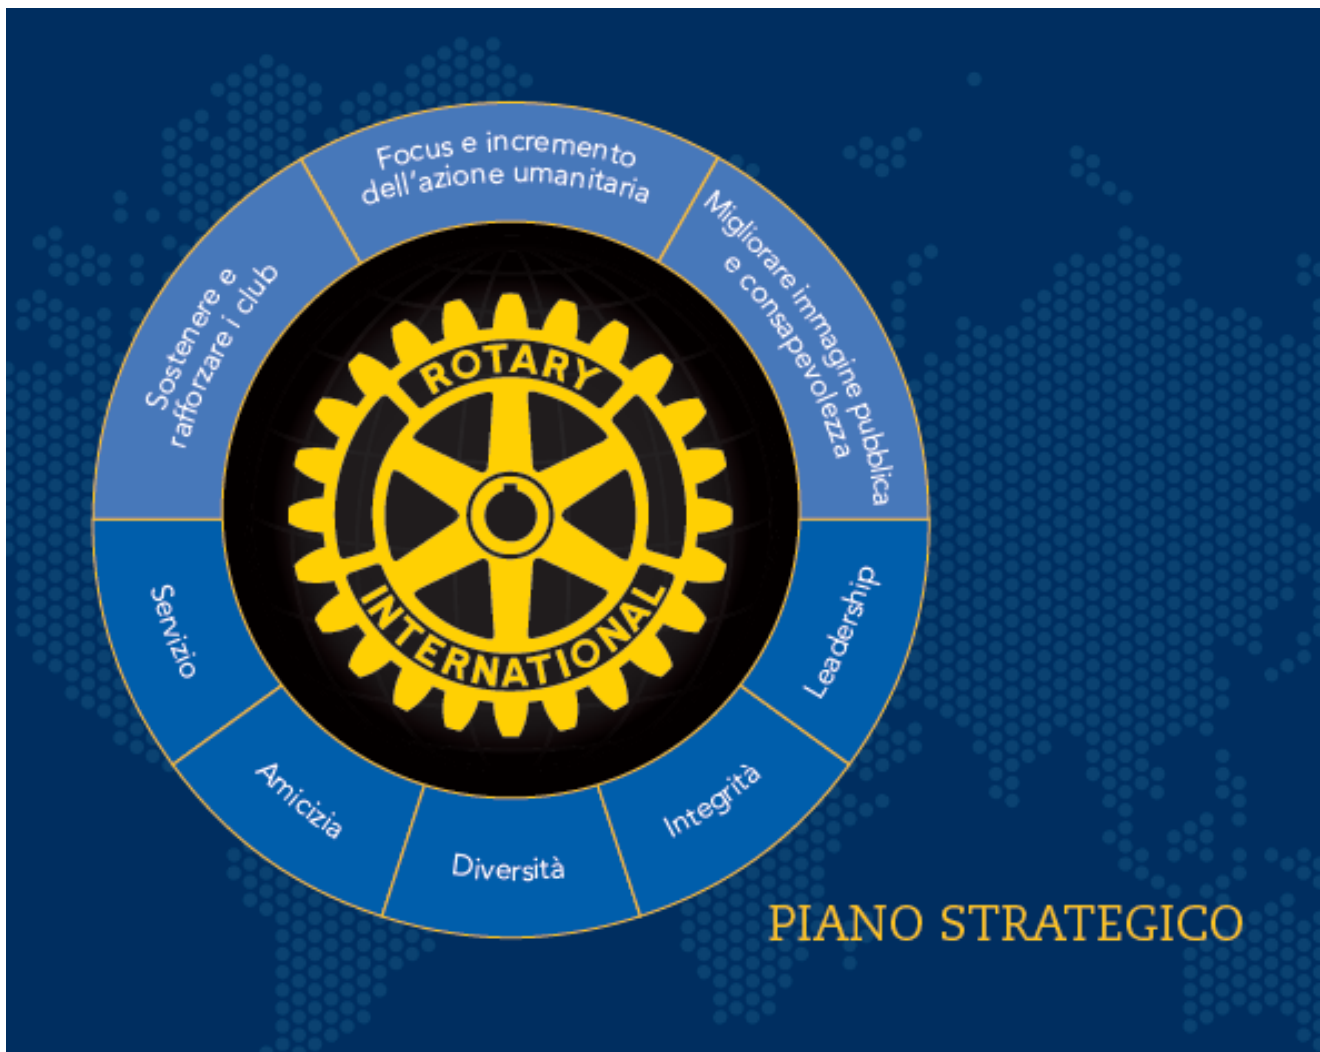 Focus e incremento
dell'azione umanitaria
Migliorare immagine pubblica
e consapevolezza
Sostenere e
rafforzare i club
ROTARY
INTERNATIONAL
Servizio
Amicizia
Diversità
Integrità
Leadership
PIANO STRATEGICO